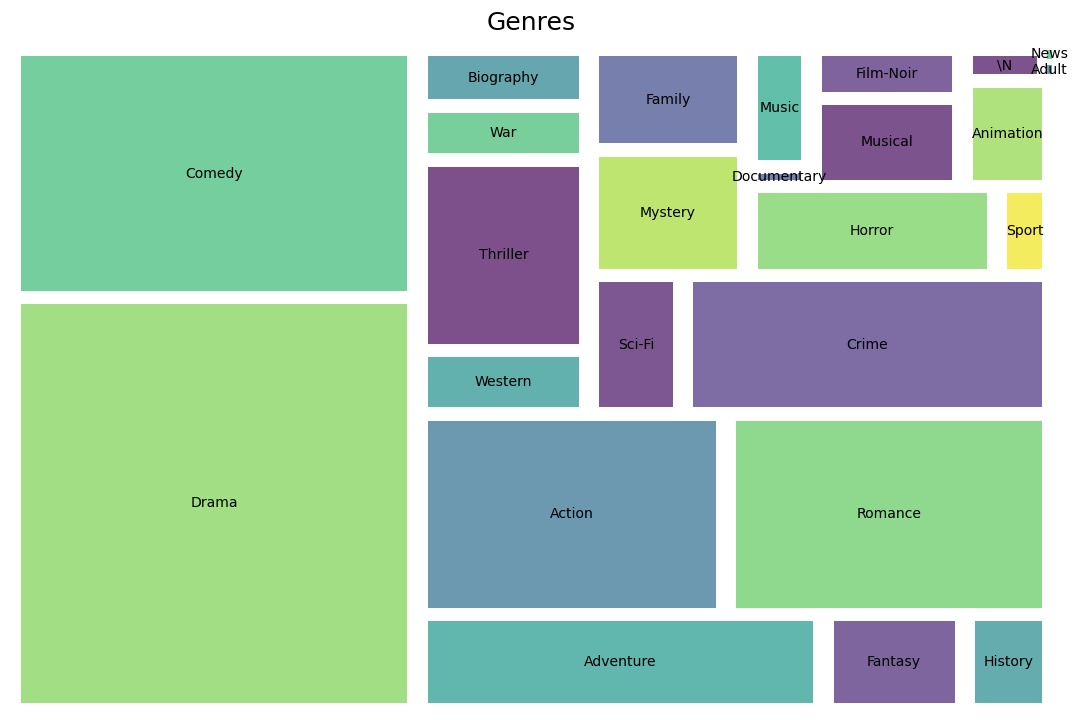 Genres
Comedy
Drama
Biography
War
Thriller
Western
Action
Adventure
Family
Mystery
Sci-Fi
Music
Documentary
Film-Noir
Musical
\N
News
Adult
Animation
Horror
Sport
Crime
Romance
Fantasy
History